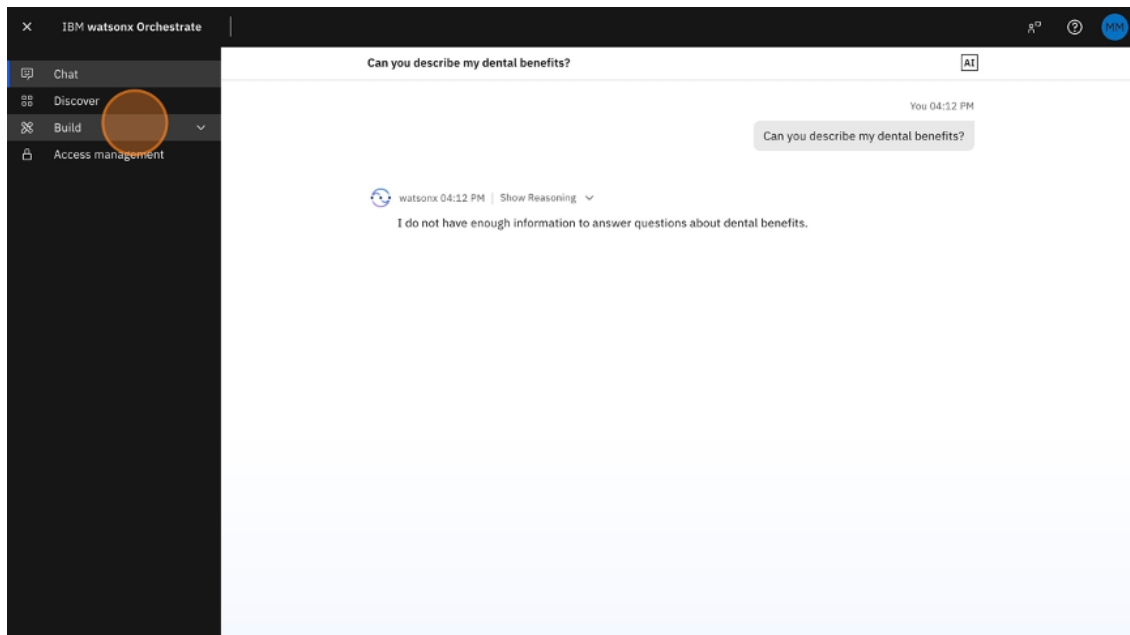 IBM watsonx Orchestrate
MM
Chat
Discover
Build
Access management
Can you describe my dental benefits?
AI
You 04:12 PM
Can you describe my dental benefits?
watsonx 04:12 PM | Show Reasoning
I do not have enough information to answer questions about dental benefits.